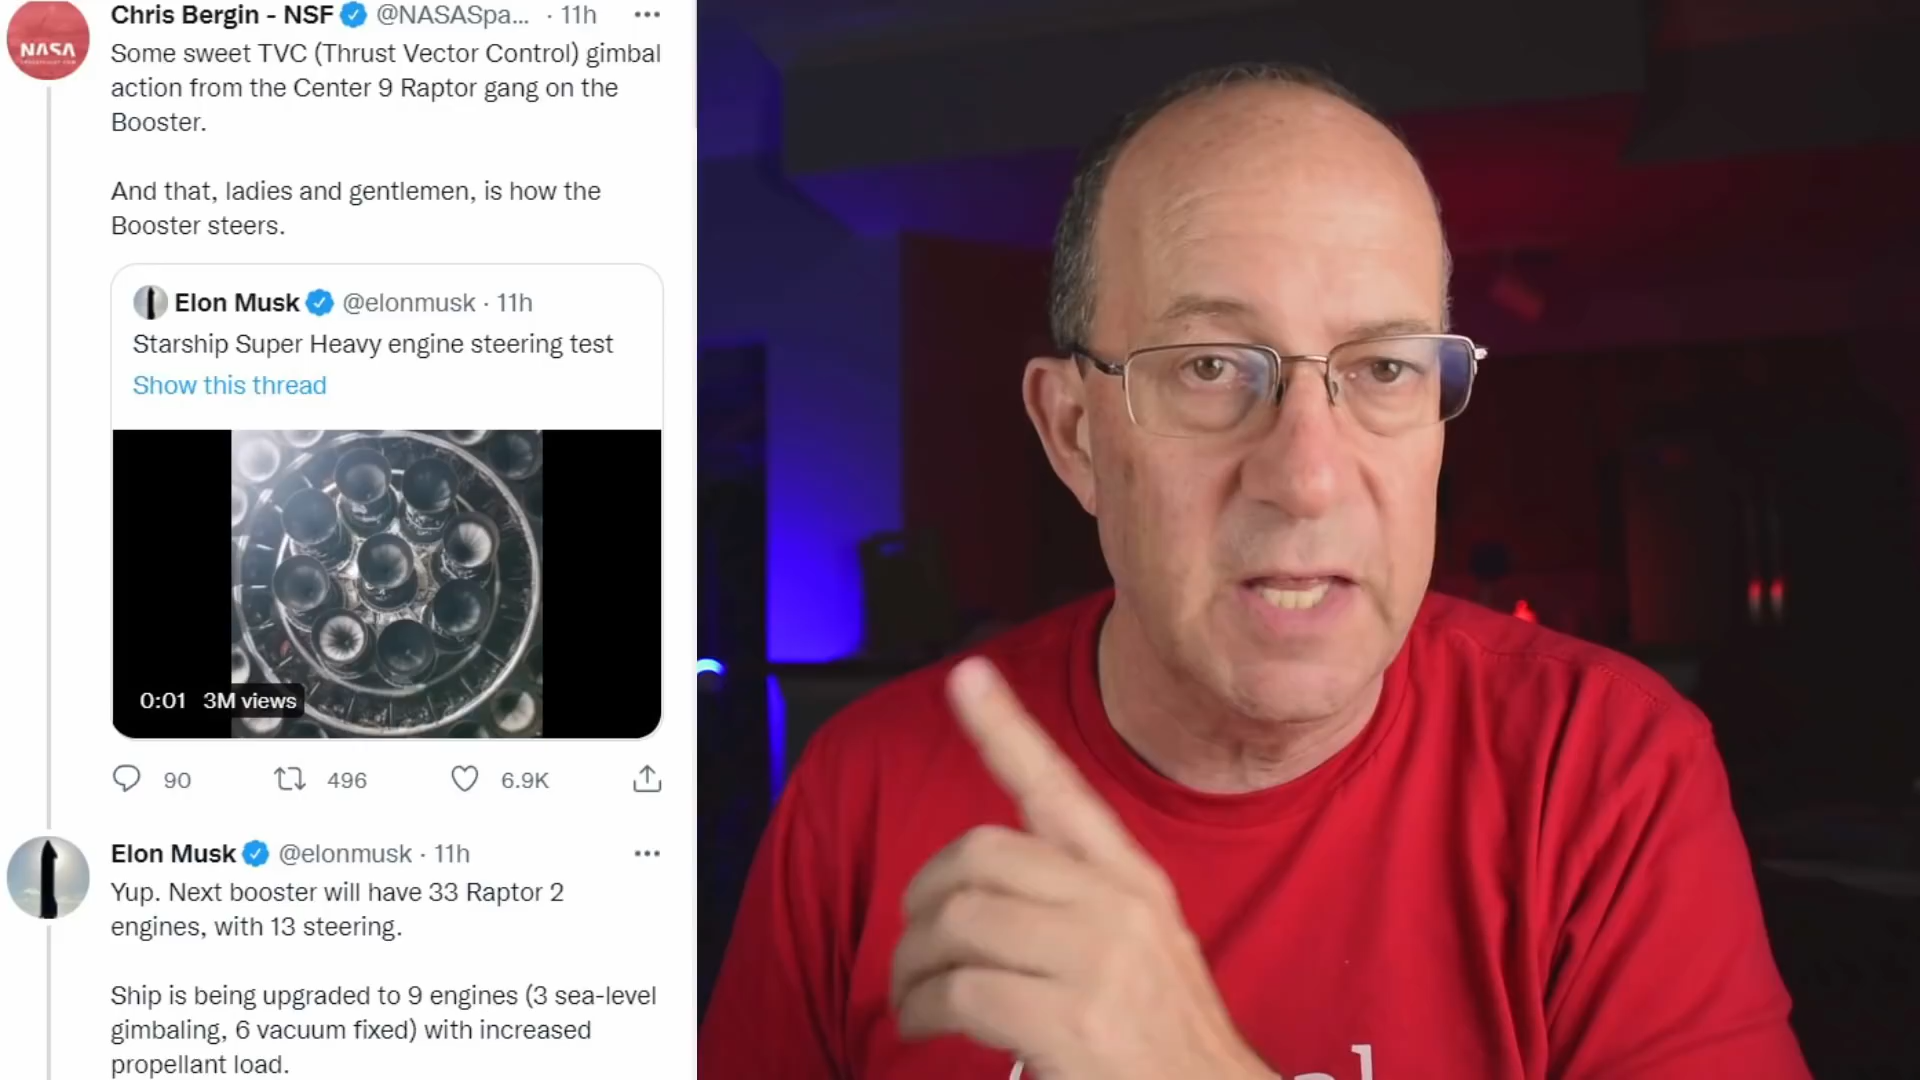 Chris Bergin - NSF @NASASpa... · 11h
NASA
Some sweet TVC (Thrust Vector Control) gimbal
action from the Center 9 Raptor gang on the
Booster.
And that, ladies and gentlemen, is how the
Booster steers.
Elon Musk @elonmusk · 11h
Starship Super Heavy engine steering test
Show this thread
0:01 3M views
90 496 6.9K
Elon Musk @elonmusk · 11h
Yup. Next booster will have 33 Raptor 2
engines, with 13 steering.
Ship is being upgraded to 9 engines (3 sea-level
gimbaling, 6 vacuum fixed) with increased
propellant load.